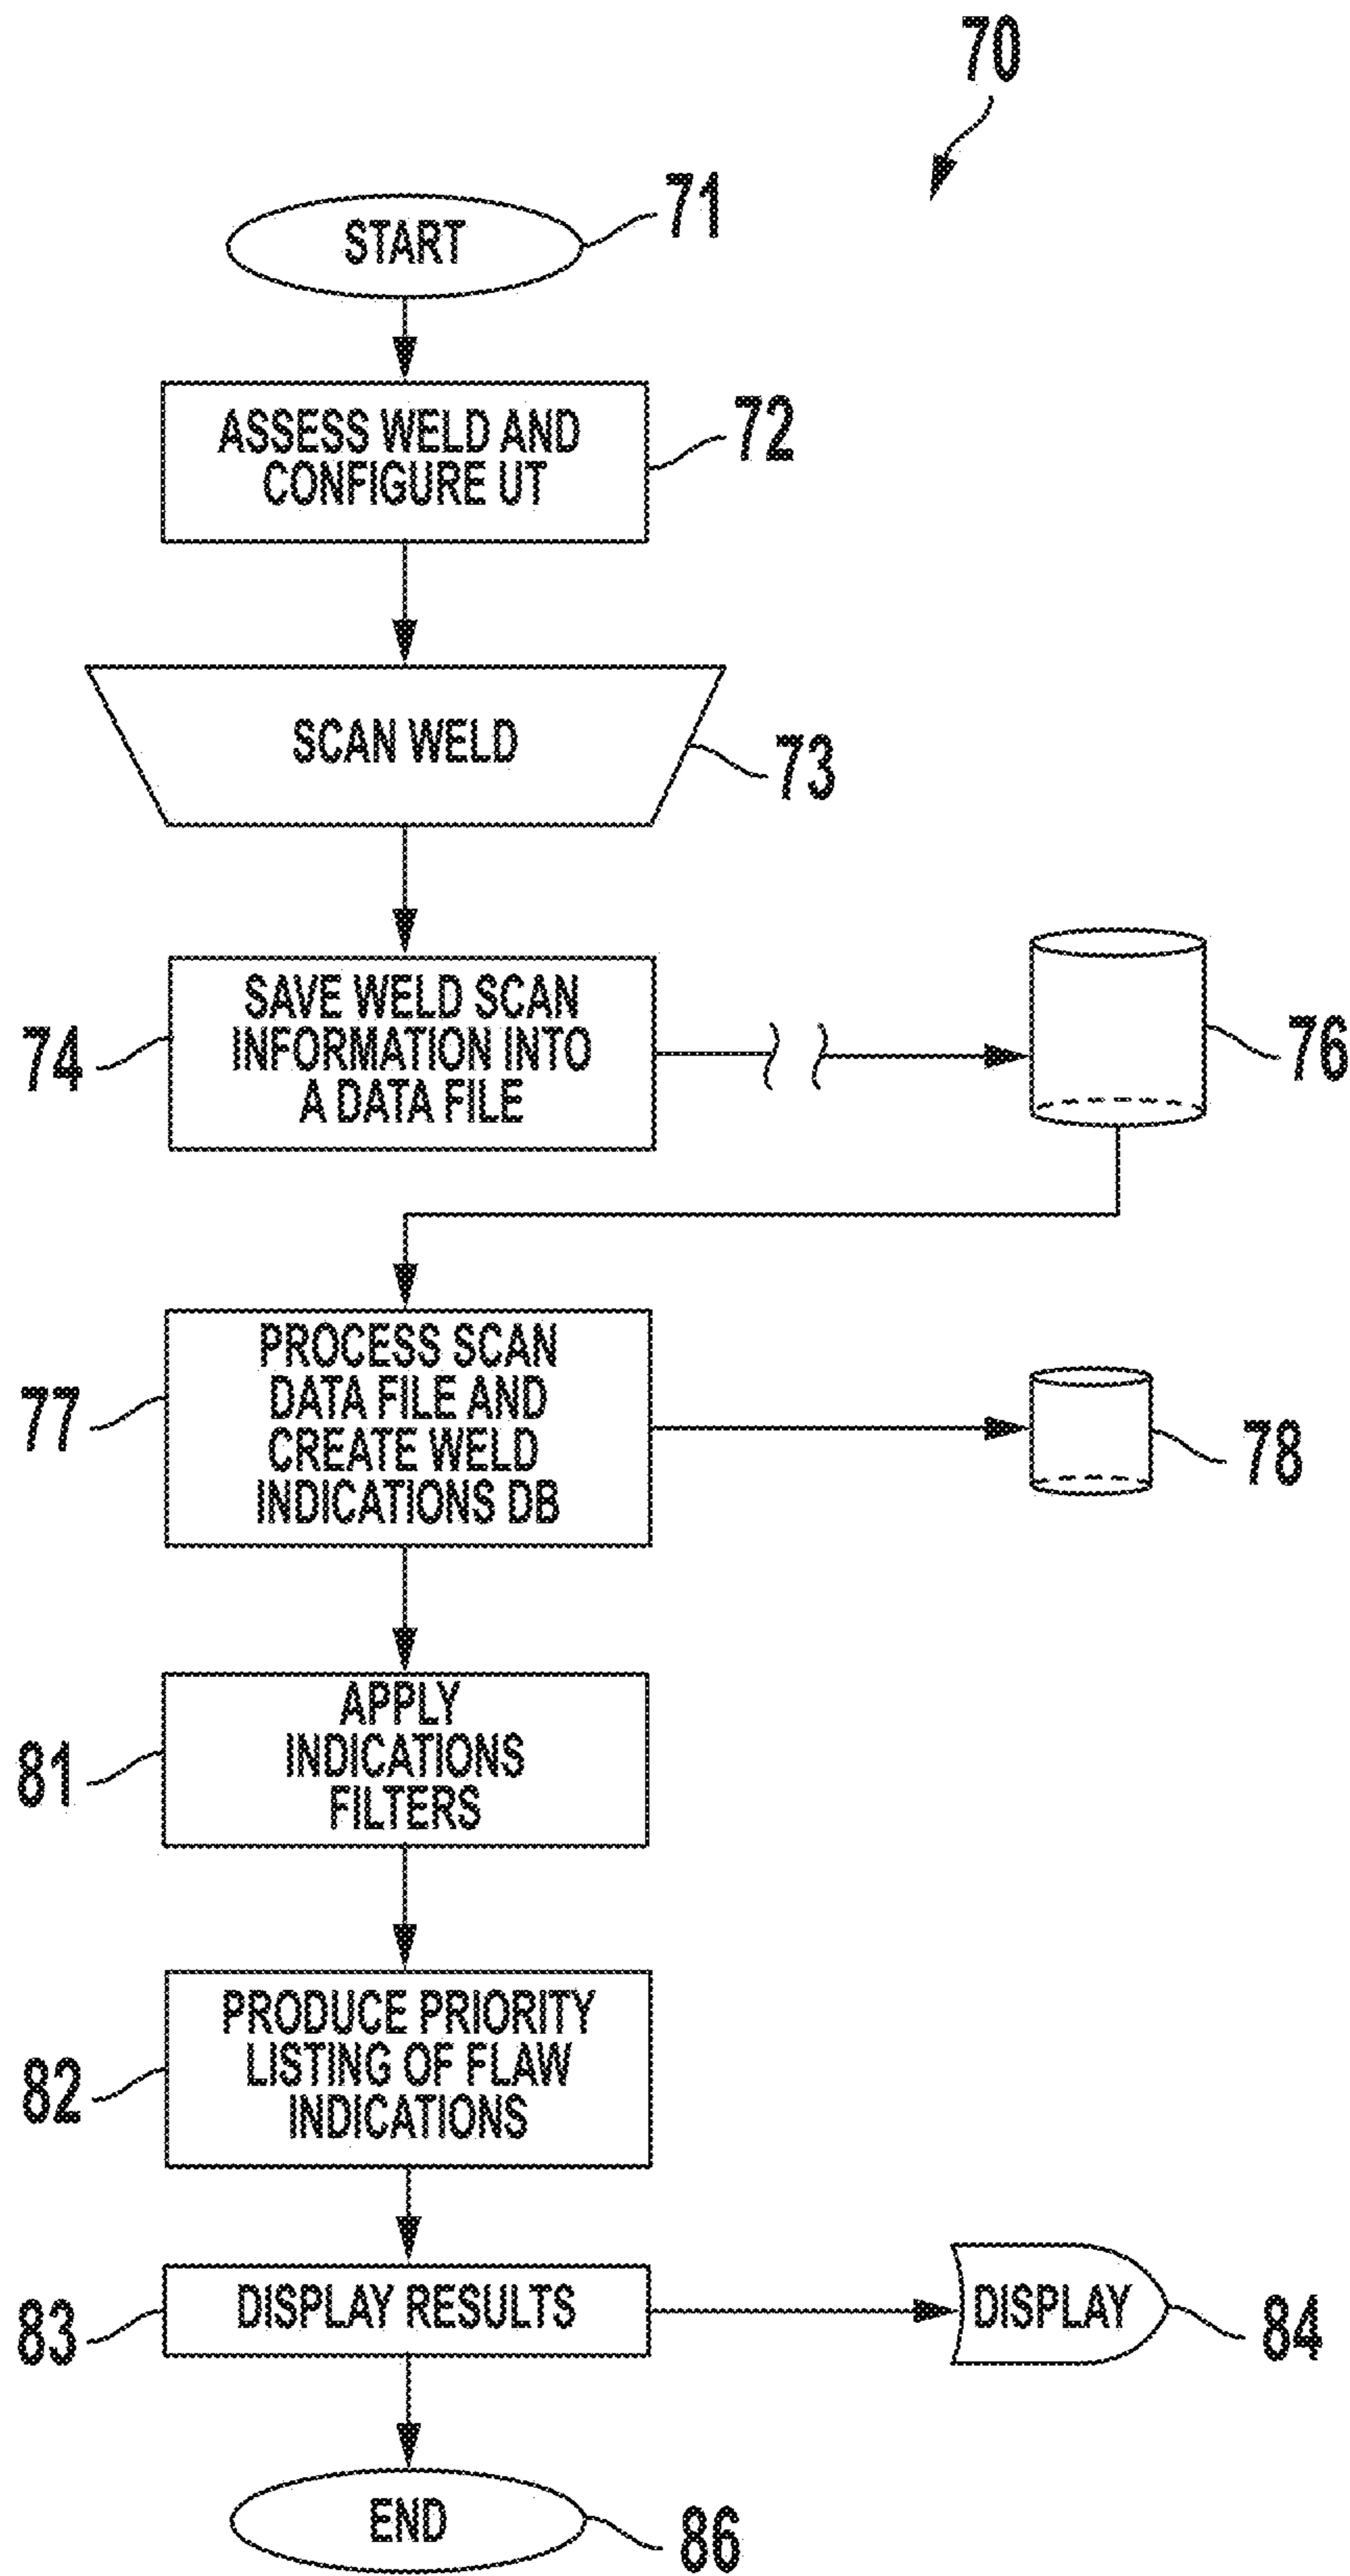 70
START
71
ASSESS WELD AND
CONFIGURE UT
72
SCAN WELD
73
74
SAVE WELD SCAN
INFORMATION INTO
A DATA FILE
76
77
PROCESS SCAN
DATA FILE AND
CREATE WELD
INDICATIONS DB
78
81
APPLY
INDICATIONS
FILTERS
82
PRODUCE PRIORITY
LISTING OF FLAW
INDICATIONS
83
DISPLAY RESULTS
DISPLAY
84
END
86